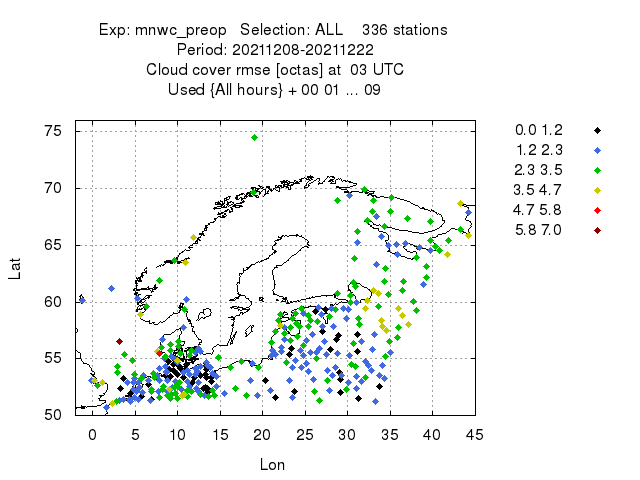 Exp: mnwc_preop   Selection: ALL    336 stations
Period: 20211208-20211222
Cloud cover rmse [octas] at  03 UTC
Used {All hours} + 00 01 ... 09
0.0 1.2
1.2 2.3
2.3 3.5
3.5 4.7
4.7 5.8
5.8 7.0
75
70
65
60
55
50
Lat
0 5 10 15 20 25 30 35 40 45
Lon